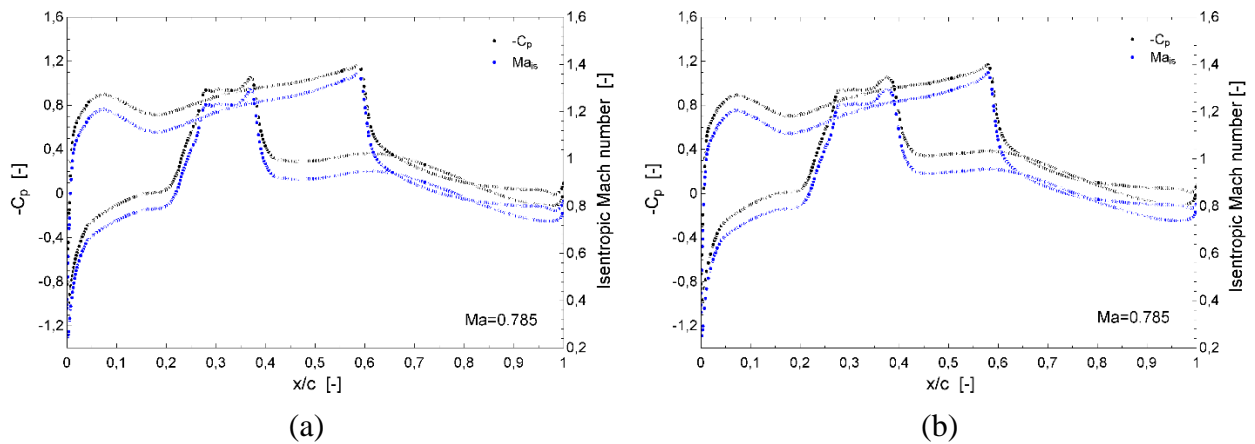 1,6 1,6 1,6 1,6
-Cp -Cp
1,2 Mais 1,4 1,2 Mais 1,4
0,8 1,2 0,8 1,2
0,4 1 0,4 1
0 0
-0,4 0,8 -0,4 0,8
0,6 0,6
-0,8 0,4 -0,8 0,4
-1,2 Ma=0.785 -1,2 Ma=0.785
0,2 0,2
-Cp [-] Isentropic Mach number [-] -Cp [-] Isentropic Mach number [-]
0 0,1 0,2 0,3 0,4 0,5 0,6 0,7 0,8 0,9 1 0 0,1 0,2 0,3 0,4 0,5 0,6 0,7 0,8 0,9 1
x/c [-] x/c [-]
(a) (b)